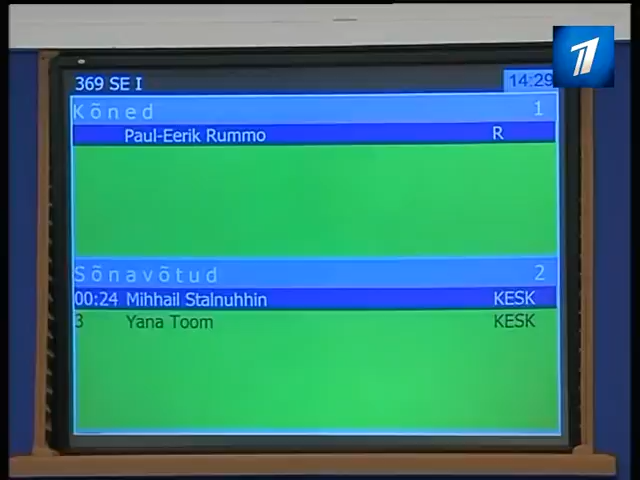 369 SE I 14:29
Kõned 1
Paul-Eerik Rummo R
Sõnavõtud 2
00:24 Mihhail Stalnuhhin KESK
3 Yana Toom KESK
1